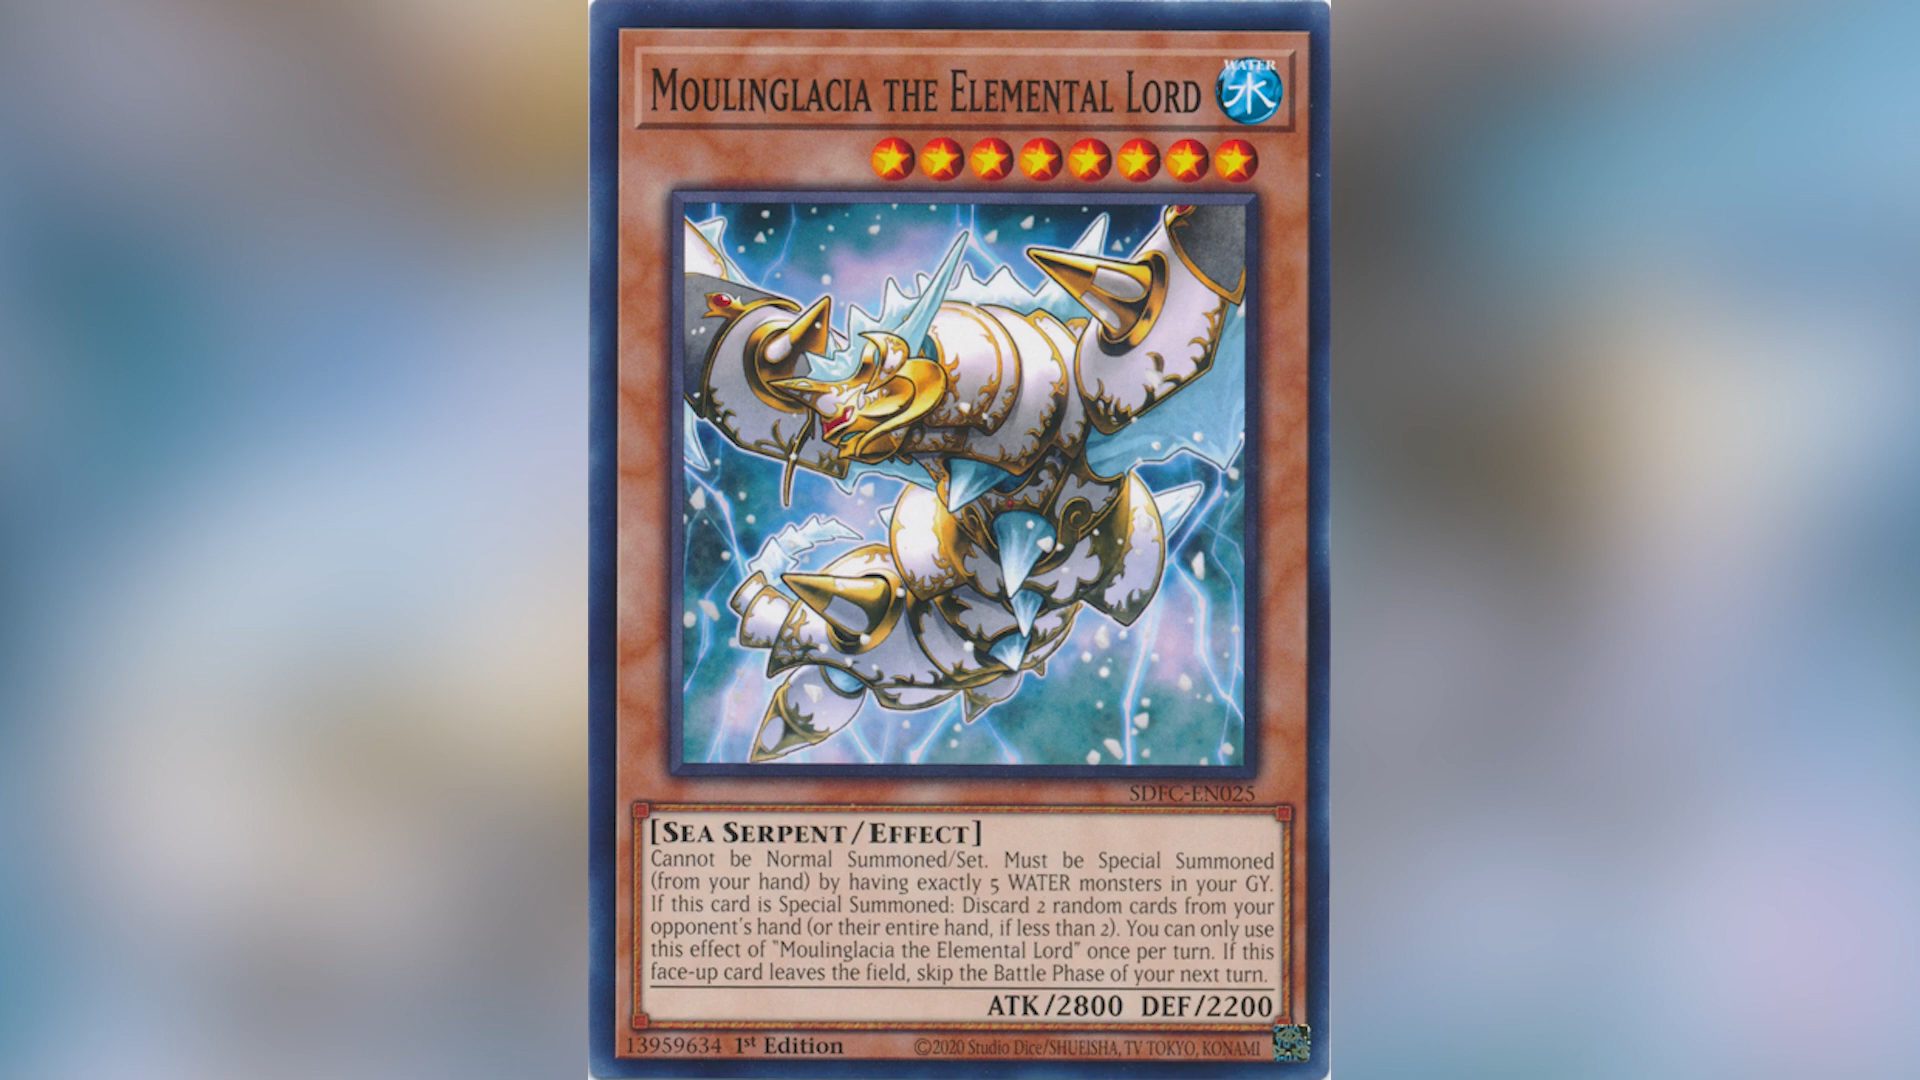 MOULINGLACIA THE ELEMENTAL LORD
WATER
水
SDFC-EN025
[SEA SERPENT/EFFECT]
Cannot be Normal Summoned/Set. Must be Special Summoned
(from your hand) by having exactly 5 WATER monsters in your GY.
If this card is Special Summoned: Discard 2 random cards from your
opponent's hand (or their entire hand, if less than 2). You can only use
this effect of "Moulinglacia the Elemental Lord" once per turn. If this
face-up card leaves the field, skip the Battle Phase of your next turn.
ATK/2800 DEF/2200
13959634 1st Edition ©2020 Studio Dice/SHUEISHA, TV TOKYO, KONAMI